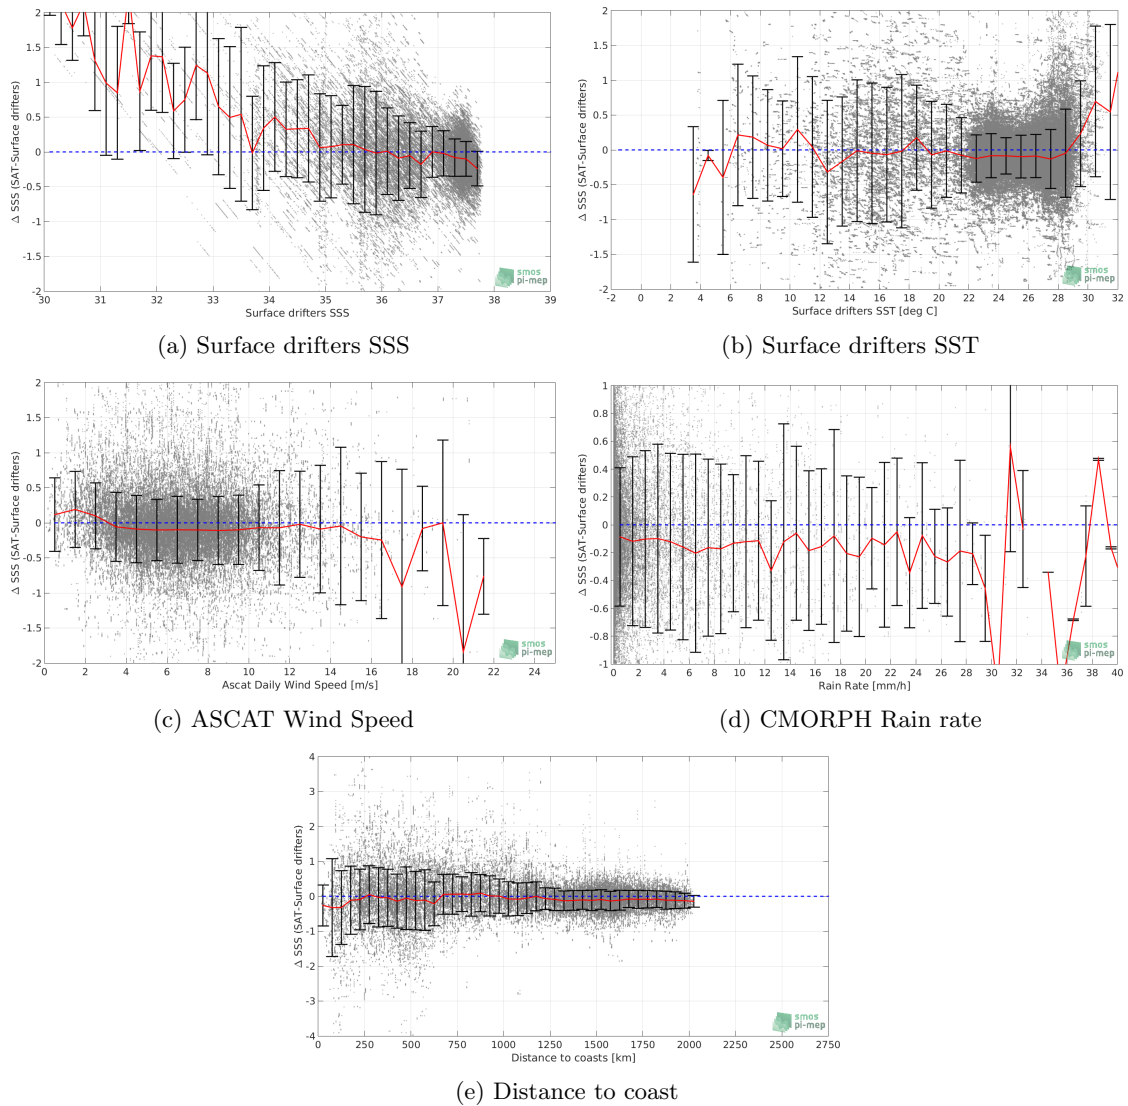 Δ SSS (SAT-Surface drifters)
2
1.5
1
0.5
0
-0.5
-1
-1.5
-2
30 31 32 33 34 35 36 37 38 39
Surface drifters SSS
smos
pi-mep
(a) Surface drifters SSS
Δ SSS (SAT-Surface drifters)
2
1.5
1
0.5
0
-0.5
-1
-1.5
-2
-2 0 2 4 6 8 10 12 14 16 18 20 22 24 26 28 30 32
Surface drifters SST [deg C]
smos
pi-mep
(b) Surface drifters SST
Δ SSS (SAT-Surface drifters)
2
1.5
1
0.5
0
-0.5
-1
-1.5
-2
0 2 4 6 8 10 12 14 16 18 20 22 24
Ascat Daily Wind Speed [m/s]
smos
pi-mep
(c) ASCAT Wind Speed
Δ SSS (SAT-Surface drifters)
1
0.8
0.6
0.4
0.2
0
-0.2
-0.4
-0.6
-0.8
-1
0 2 4 6 8 10 12 14 16 18 20 22 24 26 28 30 32 34 36 38 40
Rain Rate [mm/h]
smos
pi-mep
(d) CMORPH Rain rate
Δ SSS (SAT-Surface drifters)
4
3
2
1
0
-1
-2
-3
-4
0 250 500 750 1000 1250 1500 1750 2000 2250 2500 2750
Distance to coasts [km]
smos
pi-mep
(e) Distance to coast